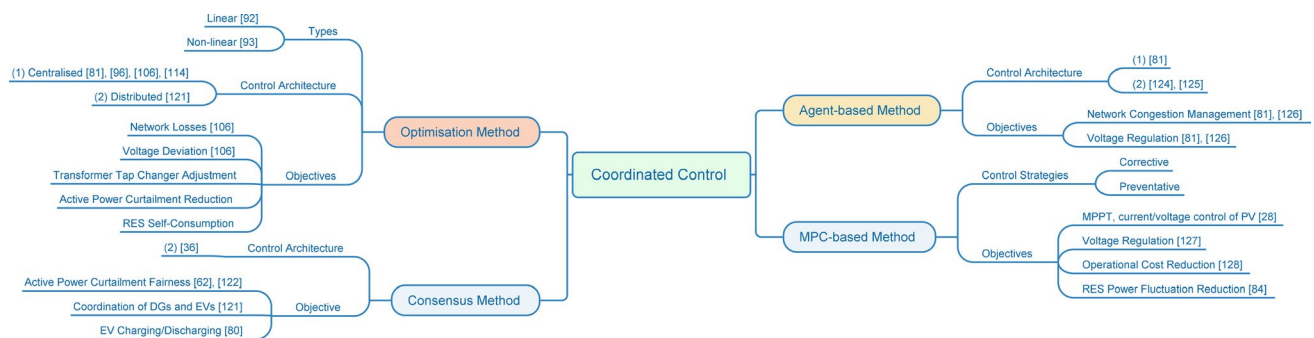 Linear [92]
Non-linear [93]
Types
(1) Centralised [81], [96], [106], [114]
(2) Distributed [121]
Control Architecture
Network Losses [106]
Voltage Deviation [106]
Transformer Tap Changer Adjustment
Active Power Curtailment Reduction
RES Self-Consumption
Objectives
Optimisation Method
(2) [36]
Control Architecture
Active Power Curtailment Fairness [62], [122]
Coordination of DGs and EVs [121]
EV Charging/Discharging [80]
Objective
Consensus Method
Coordinated Control
Agent-based Method
Control Architecture
(1) [81]
(2) [124], [125]
Objectives
Network Congestion Management [81], [126]
Voltage Regulation [81], [126]
MPC-based Method
Control Strategies
Corrective
Preventative
Objectives
MPPT, current/voltage control of PV [28]
Voltage Regulation [127]
Operational Cost Reduction [128]
RES Power Fluctuation Reduction [84]